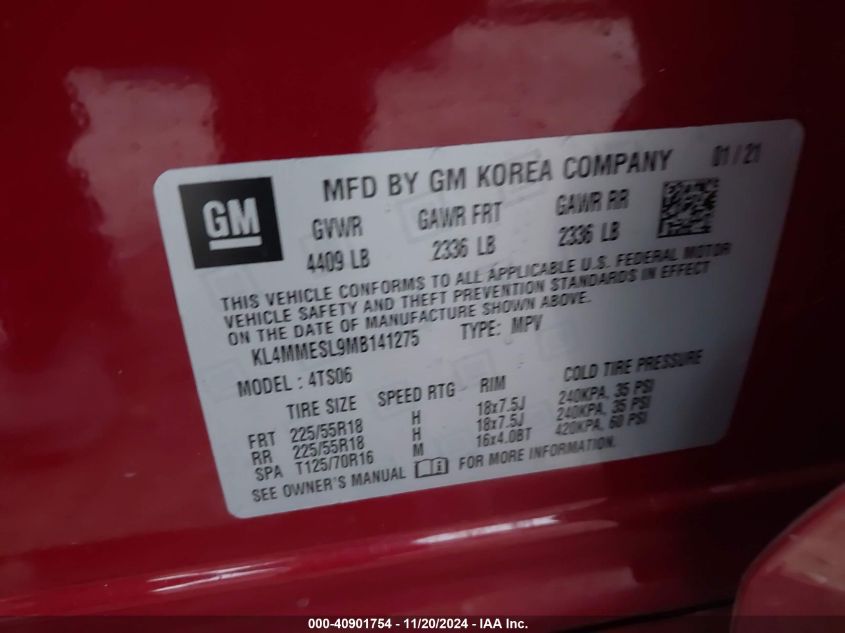 MFD BY GM KOREA COMPANY 01 / 21
GM
GVWR GAWR FRT GAWR RR
4409 LB 2336 LB 2336 LB
THIS VEHICLE CONFORMS TO ALL APPLICABLE U.S. FEDERAL MOTOR
VEHICLE SAFETY AND THEFT PREVENTION STANDARDS IN EFFECT
ON THE DATE OF MANUFACTURE SHOWN ABOVE.
KL4MMESL9MB141275 TYPE: MPV
MODEL : 4TS06
TIRE SIZE SPEED RTG RIM COLD TIRE PRESSURE
FRT 225/55R18 H 18x7.5J 240KPA, 35 PSI
RR 225/55R18 H 18x7.5J 240KPA, 35 PSI
SPA T125/70R16 M 16x4.0BT 420KPA, 60 PSI
SEE OWNER'S MANUAL i FOR MORE INFORMATION.
000-40901754 - 11/20/2024 - IAA Inc.